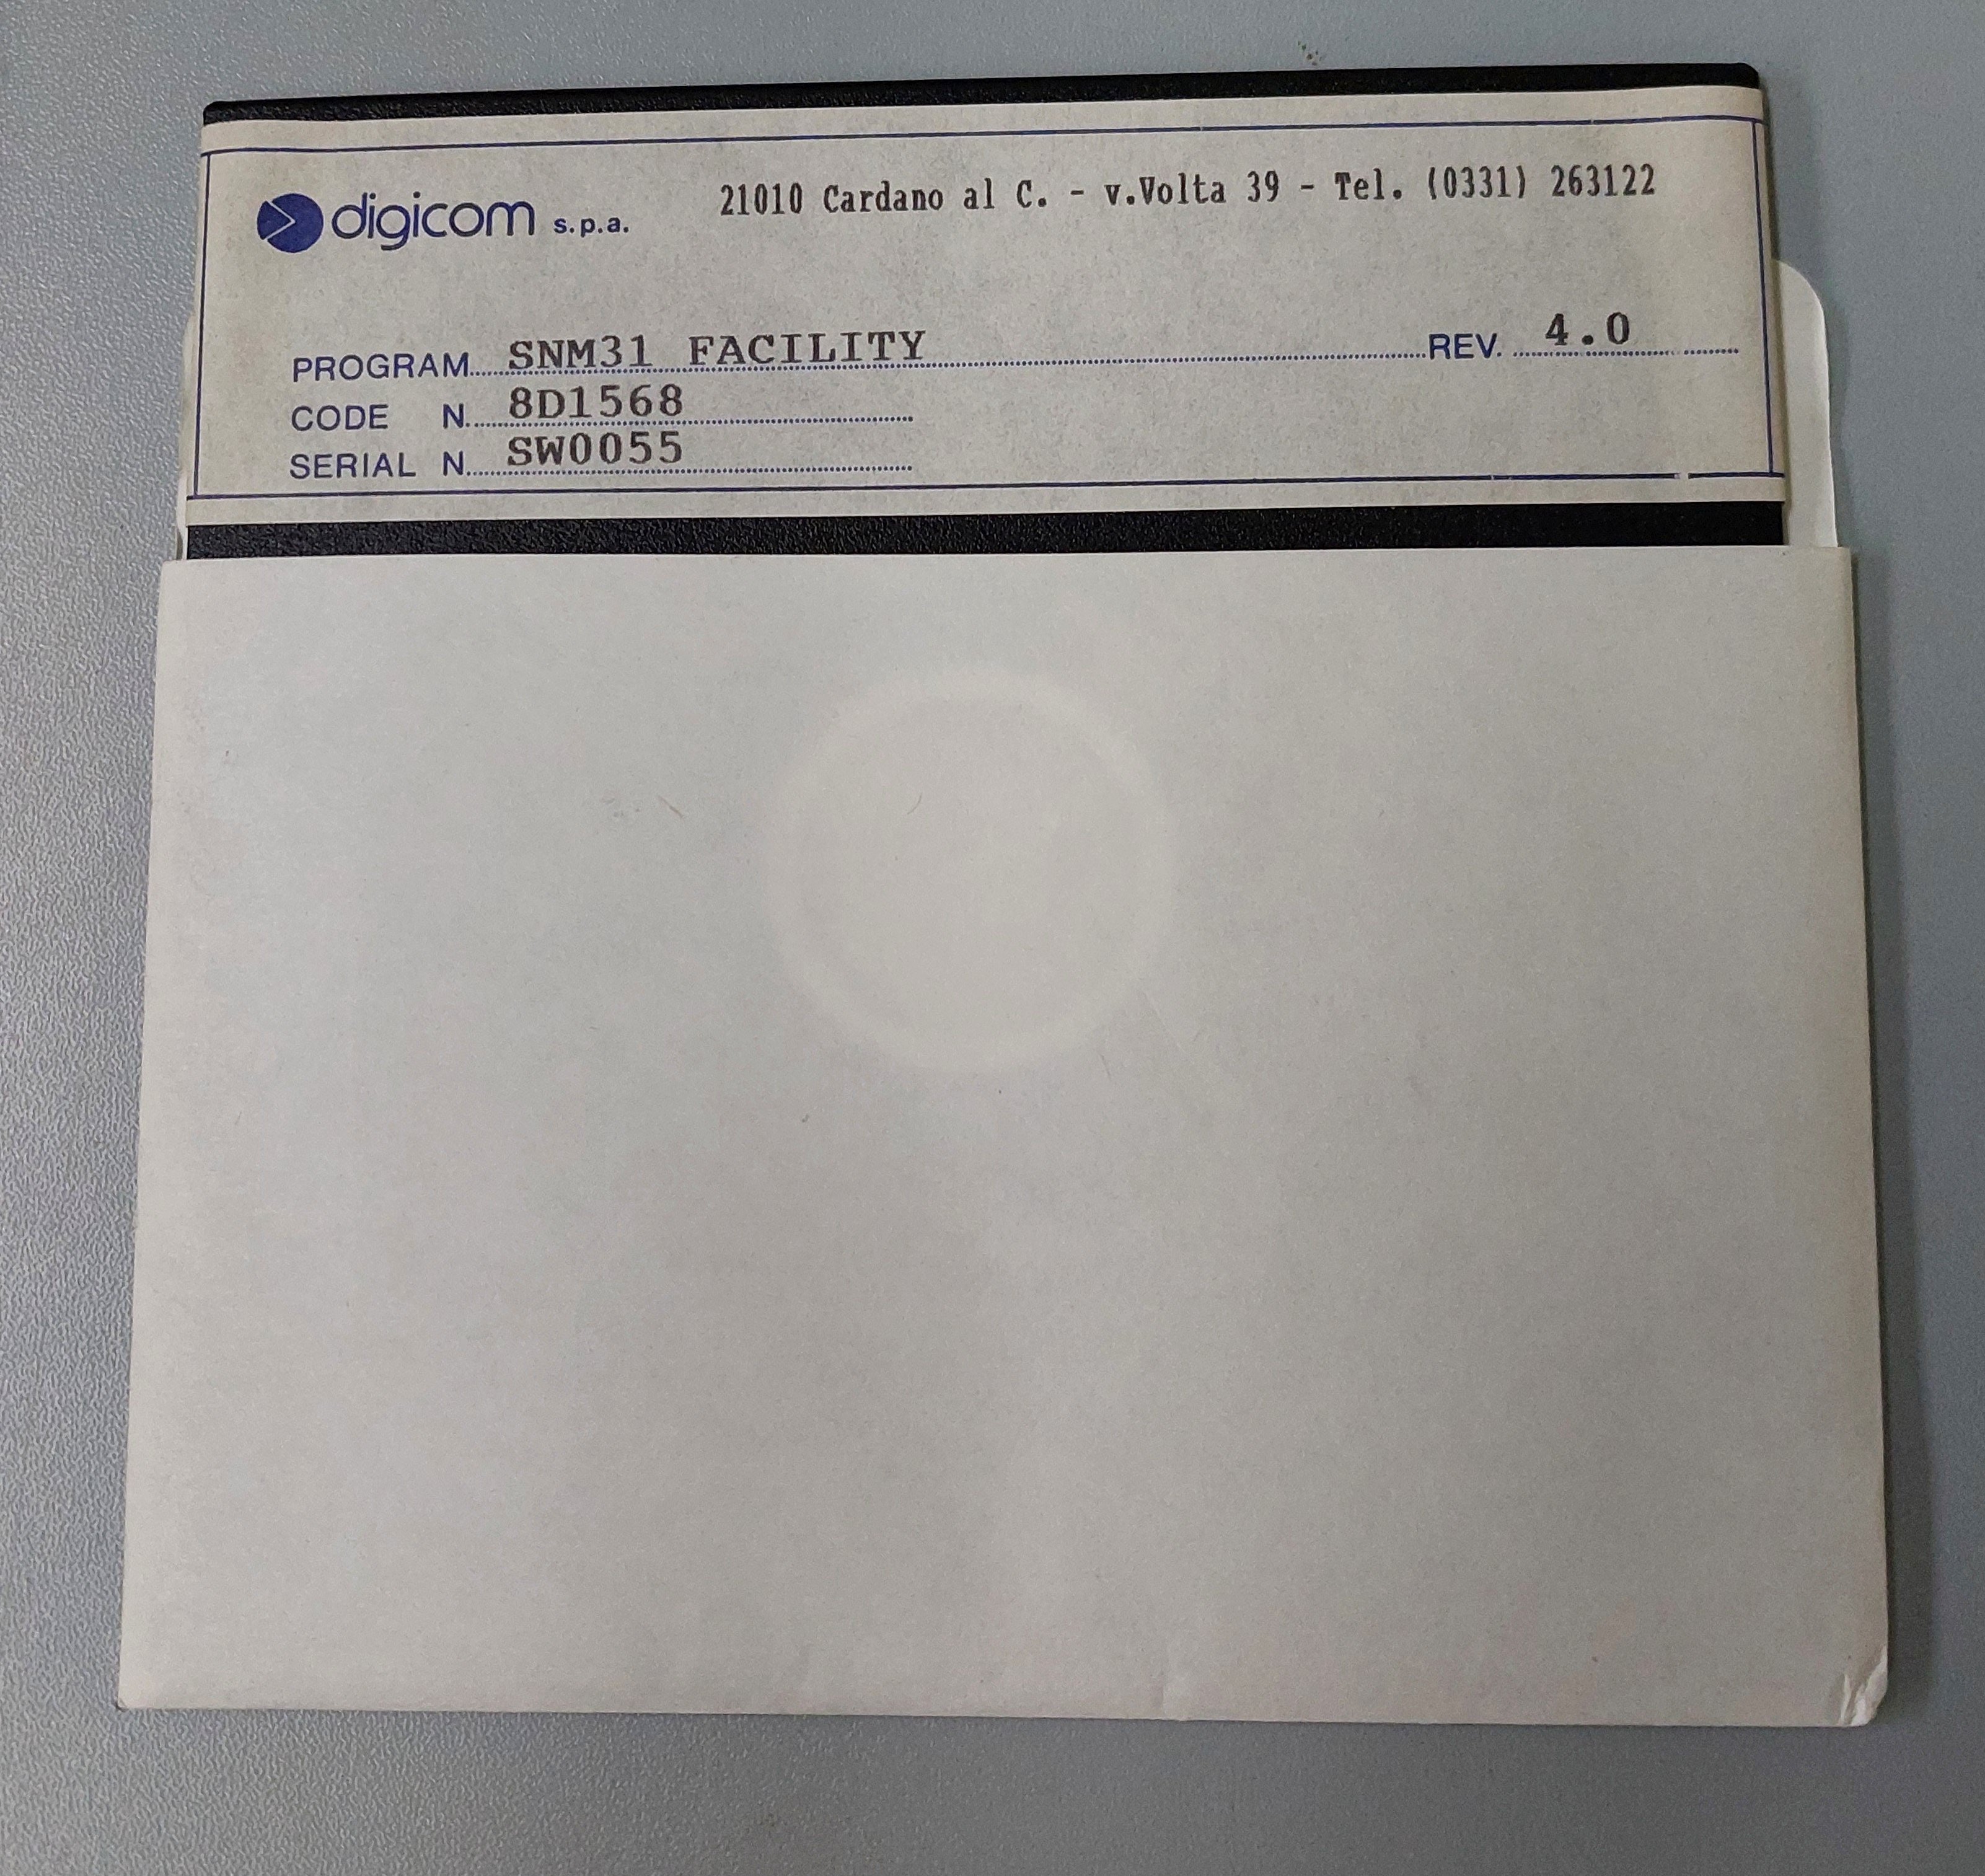 digicom s.p.a. 21010 Cardano al C. - v.Volta 39 - Tel. (0331) 263122
PROGRAM SNM31 FACILITY REV. 4.0
CODE N. 8D1568
SERIAL N. SW0055